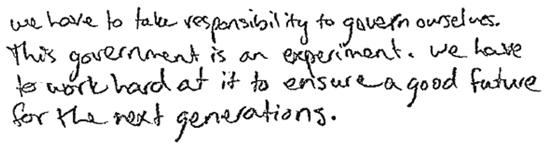 we have to take responsibility to govern ourselves.
This government is an experiment. we have
to work hard at it to ensure a good future
for the next generations.